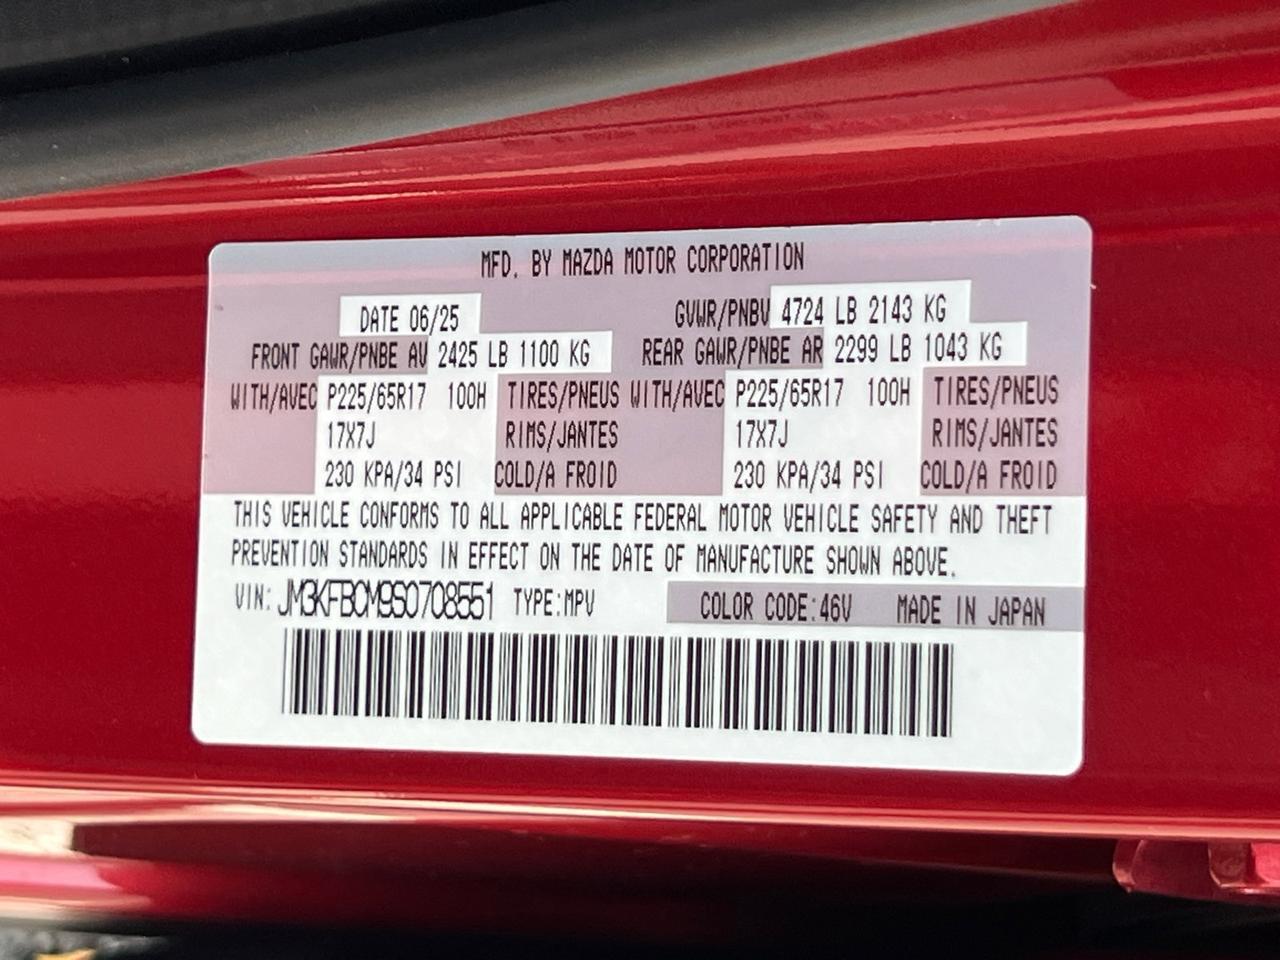 MFD. BY MAZDA MOTOR CORPORATION
DATE 06/25 GVWR/PNBV 4724 LB 2143 KG
FRONT GAWR/PNBE AV 2425 LB 1100 KG REAR GAWR/PNBE AR 2299 LB 1043 KG
WITH/AVEC P225/65R17 100H TIRES/PNEUS WITH/AVEC P225/65R17 100H TIRES/PNEUS
17X7J RIMS/JANTES 17X7J RIMS/JANTES
230 KPA/34 PSI COLD/A FROID 230 KPA/34 PSI COLD/A FROID
THIS VEHICLE CONFORMS TO ALL APPLICABLE FEDERAL MOTOR VEHICLE SAFETY AND THEFT
PREVENTION STANDARDS IN EFFECT ON THE DATE OF MANUFACTURE SHOWN ABOVE.
VIN: JM3KFBCM9S0708551 TYPE:MPV COLOR CODE:46V MADE IN JAPAN